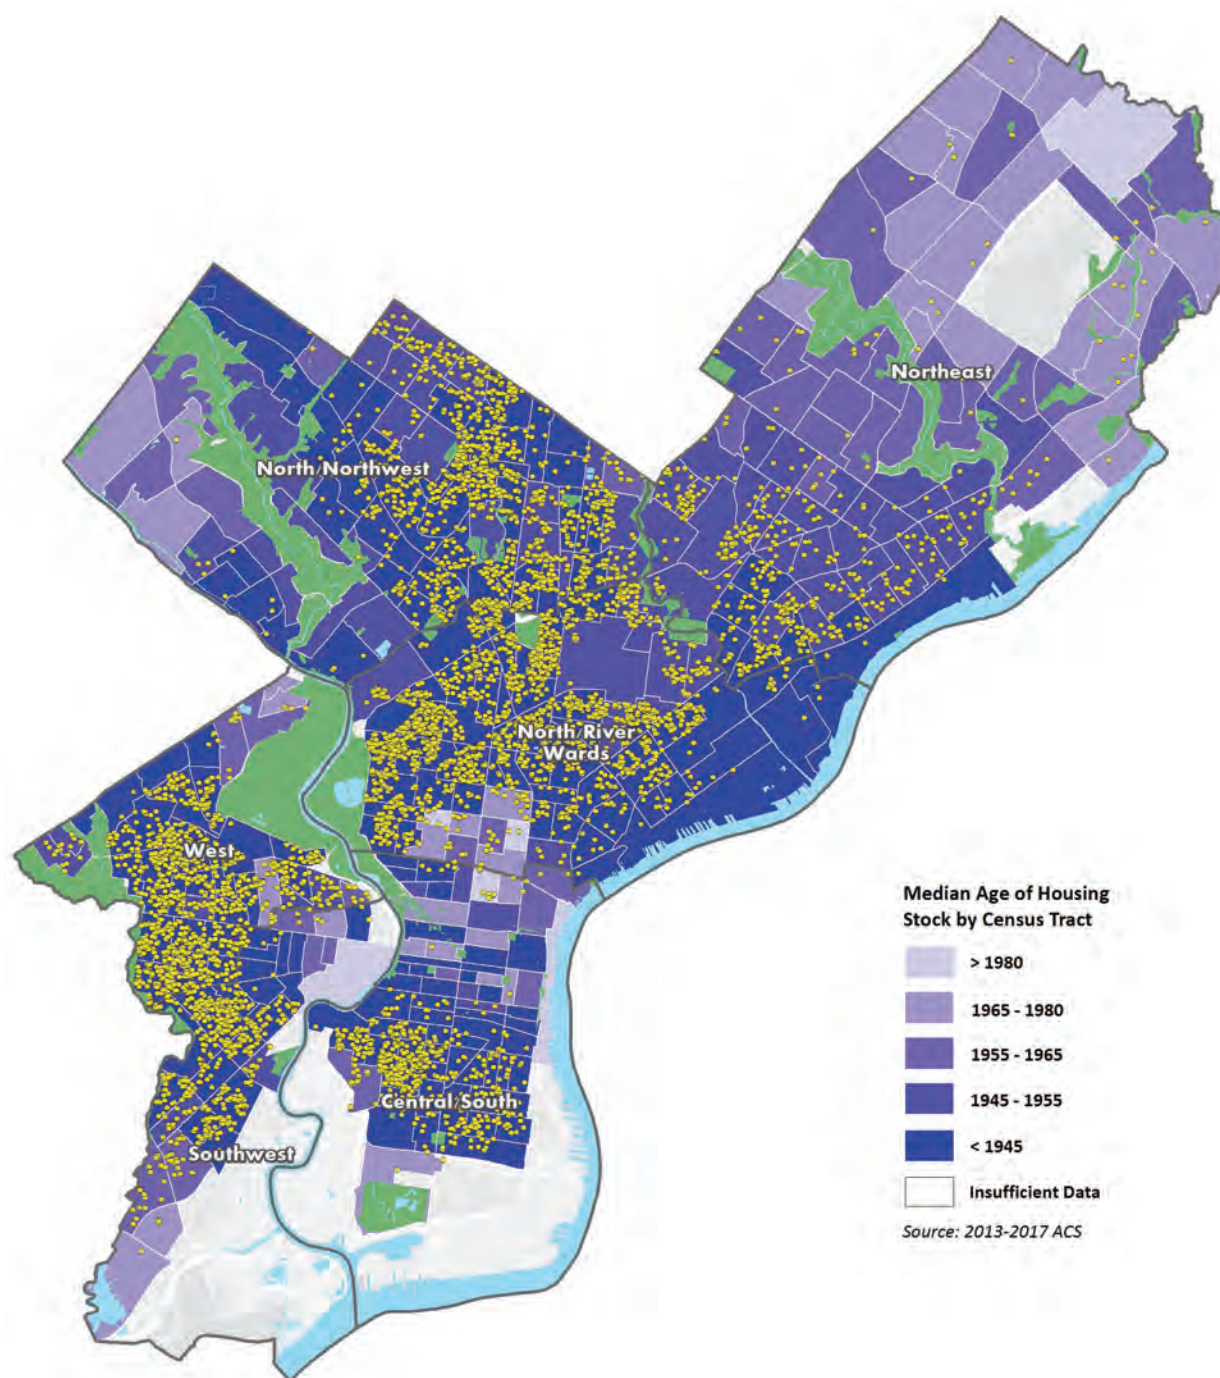 Northeast
North/Northwest
North/River
Wards
West
Central/South
Southwest
Median Age of Housing
Stock by Census Tract
> 1980
1965 - 1980
1955 - 1965
1945 - 1955
< 1945
Insufficient Data
Source: 2013-2017 ACS